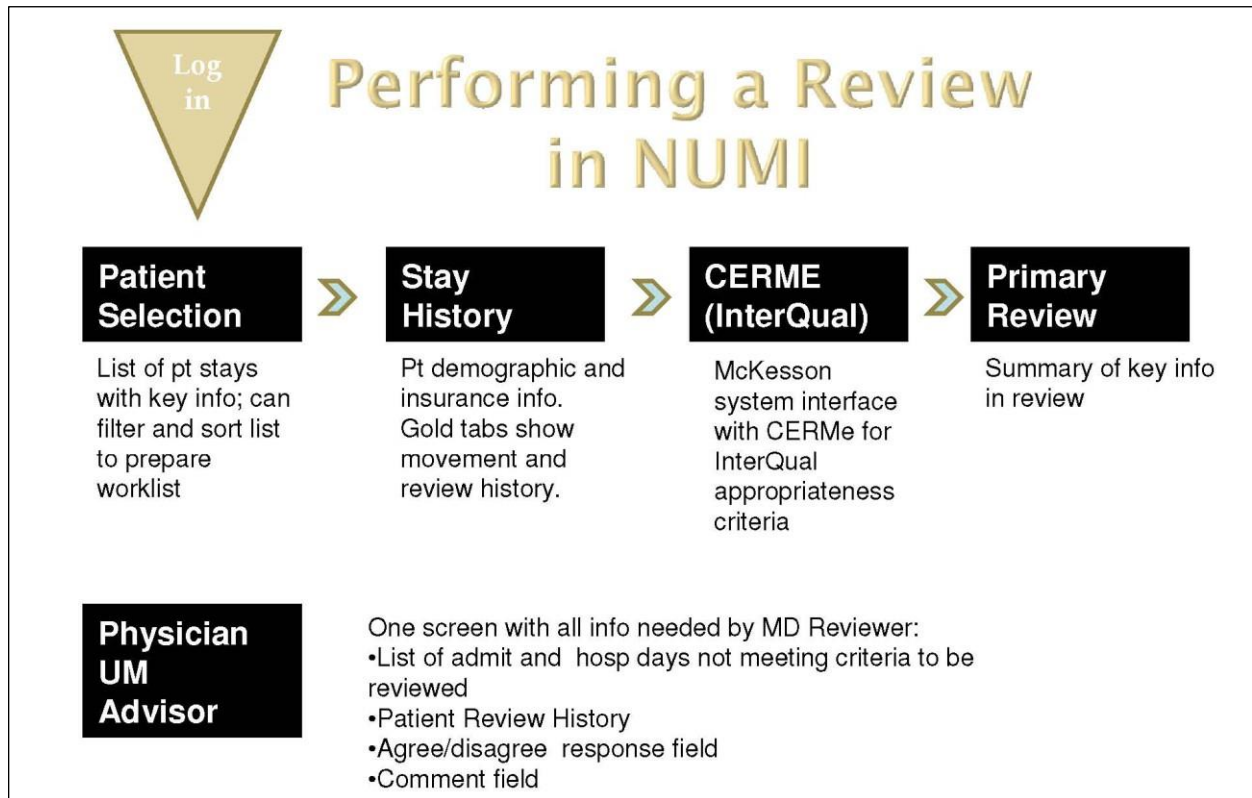 Log
in
Performing a Review
in NUMI
Patient
Selection
List of pt stays
with key info; can
filter and sort list
to prepare
worklist
Stay
History
Pt demographic and
insurance info.
Gold tabs show
movement and
review history.
CERME
(InterQual)
McKesson
system interface
with CERMe for
InterQual
appropriateness
criteria
Primary
Review
Summary of key info
in review
Physician
UM
Advisor
One screen with all info needed by MD Reviewer:
•List of admit and hosp days not meeting criteria to be
reviewed
•Patient Review History
•Agree/disagree response field
•Comment field